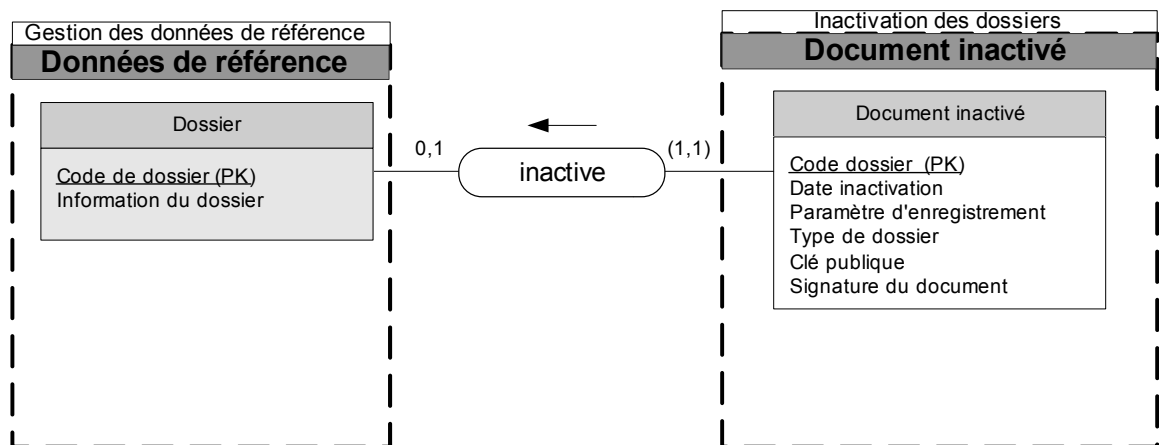 Gestion des données de référence
Données de référence
Dossier
Code de dossier (PK)
Information du dossier
0,1
inactive
(1,1)
Inactivation des dossiers
Document inactivé
Document inactivé
Code dossier (PK)
Date inactivation
Paramètre d'enregistrement
Type de dossier
Clé publique
Signature du document